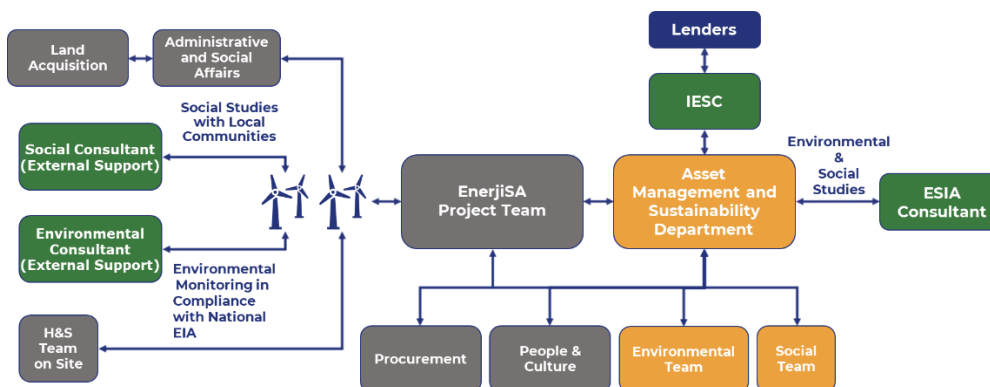 Land
Acquisition
Administrative
and Social
Affairs
Lenders
IESC
Social Studies
with Local
Communities
Social Consultant
(External Support)
Environmental
&
Social
Studies
EnerjiSA
Project Team
Asset
Management and
Sustainability
Department
ESIA
Consultant
Environmental
Consultant
(External Support)
Environmental
Monitoring in
Compliance
with National
EIA
H&S
Team
on Site
Procurement
People &
Culture
Environmental
Team
Social
Team